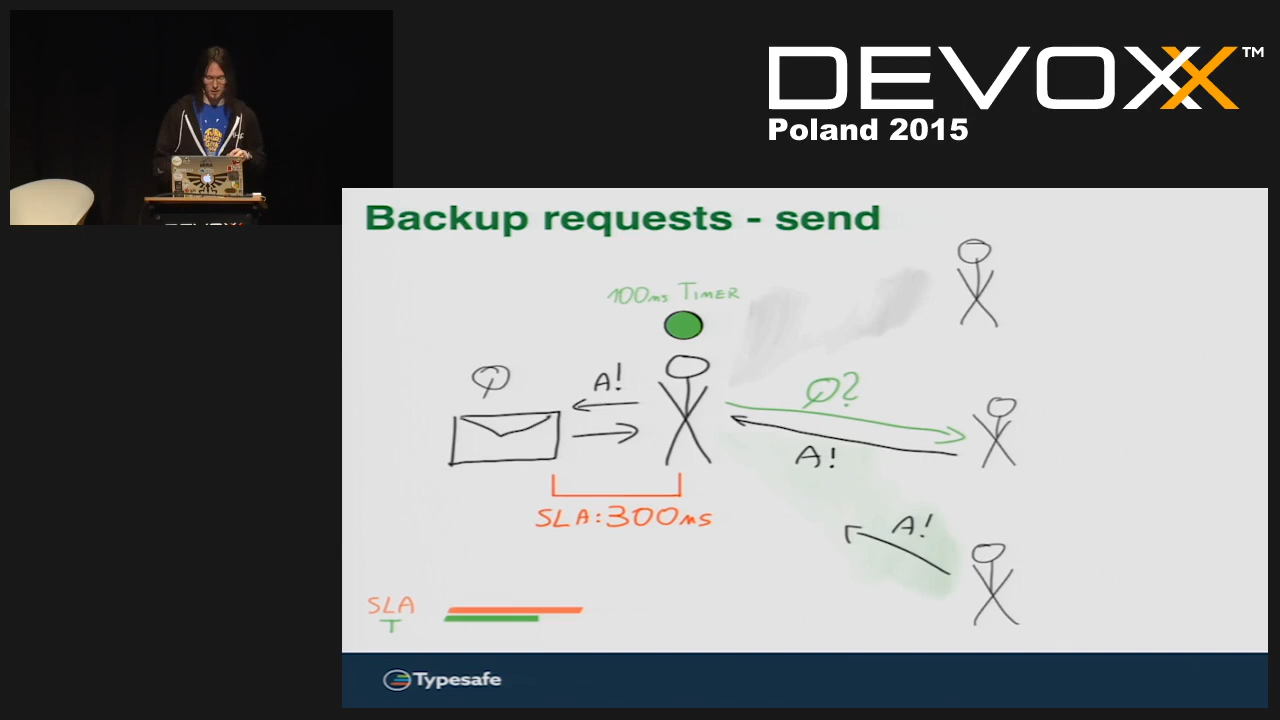 DEVOXX™
Poland 2015
Backup requests - send
100ms TIMER
Q
A!
Q?
A!
SLA:300ms
A!
SLA
T
Typesafe